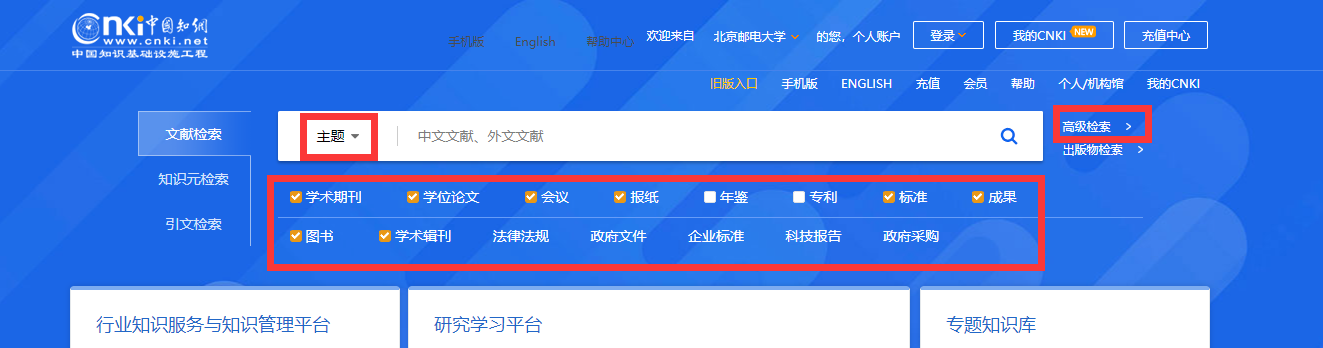 cnki 中国知网
www.cnki.net
中国知识基础设施工程
手机版 English 帮助中心 欢迎来自 北京邮电大学 的您，个人账户 登录 我的CNKI NEW 充值中心
旧版入口 手机版 ENGLISH 充值 会员 帮助 个人/机构馆 我的CNKI
文献检索 主题 中文文献、外文文献 高级检索 >
出版物检索 >
知识元检索
引文检索
学术期刊 学位论文 会议 报纸 年鉴 专利 标准 成果
图书 学术辑刊 法律法规 政府文件 企业标准 科技报告 政府采购
行业知识服务与知识管理平台 研究学习平台 专题知识库